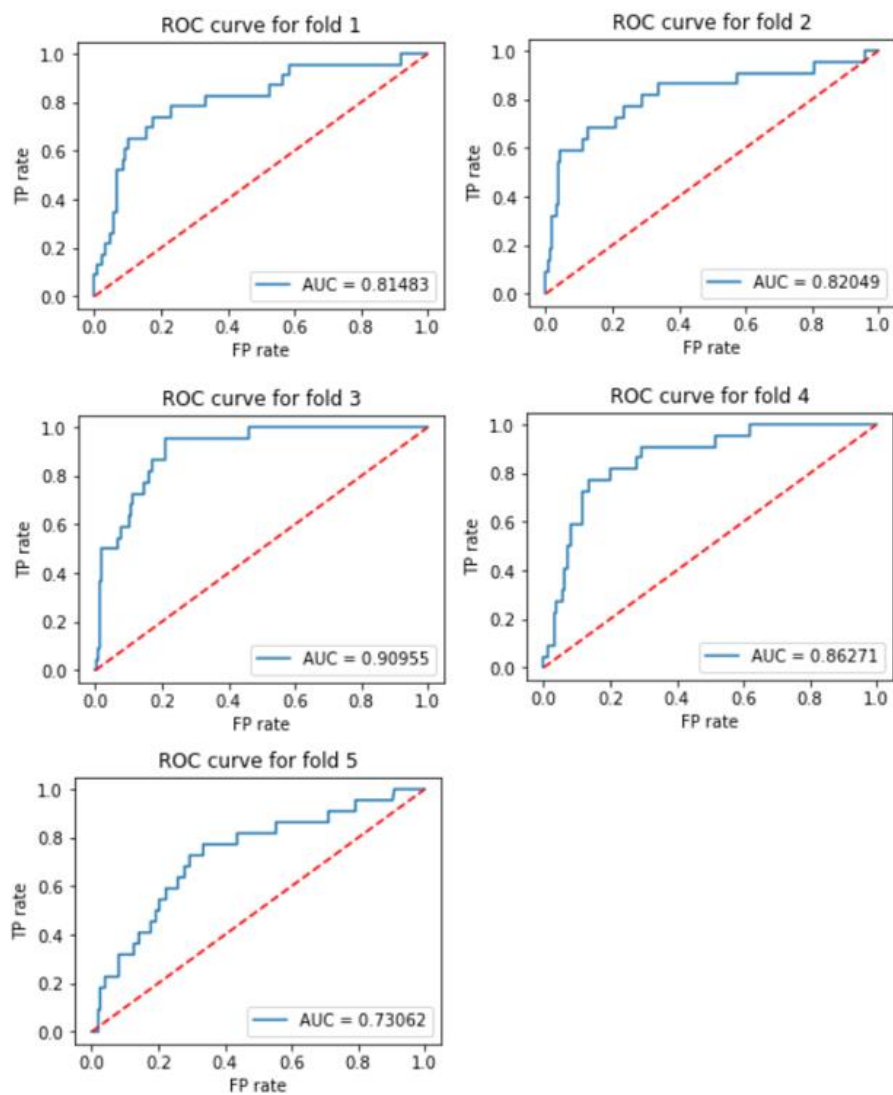 ROC curve for fold 1
1.0
0.8
0.6
0.4
0.2
0.0
TP rate
AUC = 0.81483
0.0 0.2 0.4 0.6 0.8 1.0
FP rate
ROC curve for fold 2
1.0
0.8
0.6
0.4
0.2
0.0
TP rate
AUC = 0.82049
0.0 0.2 0.4 0.6 0.8 1.0
FP rate
ROC curve for fold 3
1.0
0.8
0.6
0.4
0.2
0.0
TP rate
AUC = 0.90955
0.0 0.2 0.4 0.6 0.8 1.0
FP rate
ROC curve for fold 4
1.0
0.8
0.6
0.4
0.2
0.0
TP rate
AUC = 0.86271
0.0 0.2 0.4 0.6 0.8 1.0
FP rate
ROC curve for fold 5
1.0
0.8
0.6
0.4
0.2
0.0
TP rate
AUC = 0.73062
0.0 0.2 0.4 0.6 0.8 1.0
FP rate